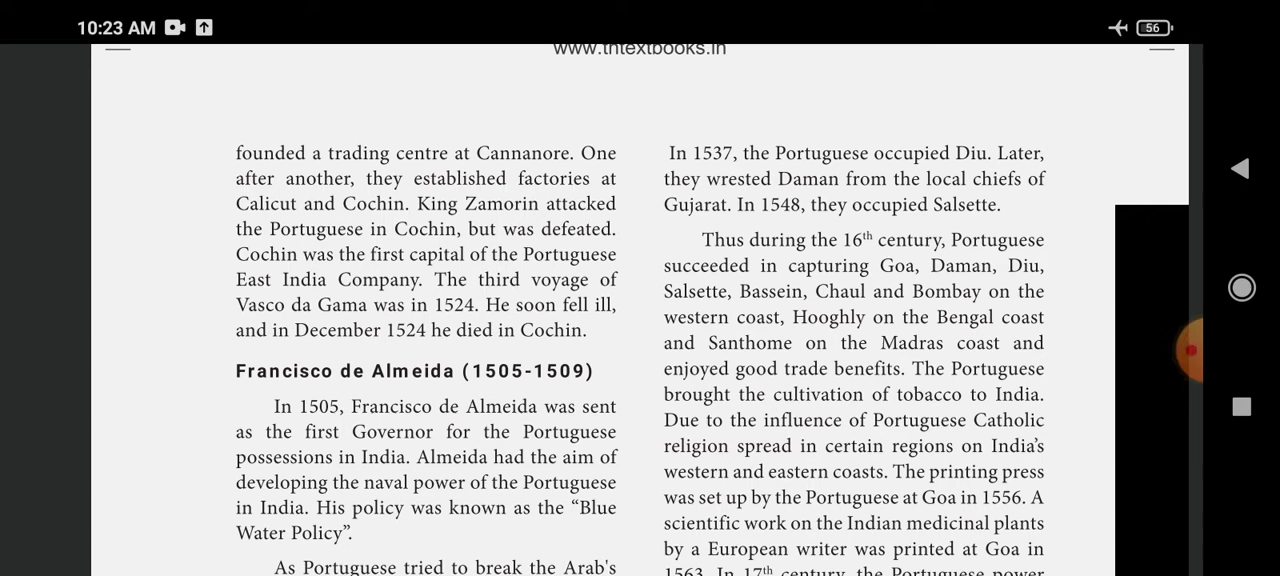 10:23 AM
56
www.tntextbooks.in
founded a trading centre at Cannanore. One
after another, they established factories at
Calicut and Cochin. King Zamorin attacked
the Portuguese in Cochin, but was defeated.
Cochin was the first capital of the Portuguese
East India Company. The third voyage of
Vasco da Gama was in 1524. He soon fell ill,
and in December 1524 he died in Cochin.
Francisco de Almeida (1505-1509)
In 1505, Francisco de Almeida was sent
as the first Governor for the Portuguese
possessions in India. Almeida had the aim of
developing the naval power of the Portuguese
in India. His policy was known as the “Blue
Water Policy”.
As Portuguese tried to break the Arab's
In 1537, the Portuguese occupied Diu. Later,
they wrested Daman from the local chiefs of
Gujarat. In 1548, they occupied Salsette.
Thus during the 16th century, Portuguese
succeeded in capturing Goa, Daman, Diu,
Salsette, Bassein, Chaul and Bombay on the
western coast, Hooghly on the Bengal coast
and Santhome on the Madras coast and
enjoyed good trade benefits. The Portuguese
brought the cultivation of tobacco to India.
Due to the influence of Portuguese Catholic
religion spread in certain regions on India’s
western and eastern coasts. The printing press
was set up by the Portuguese at Goa in 1556. A
scientific work on the Indian medicinal plants
by a European writer was printed at Goa in
1563. In 17th century, the Portuguese power